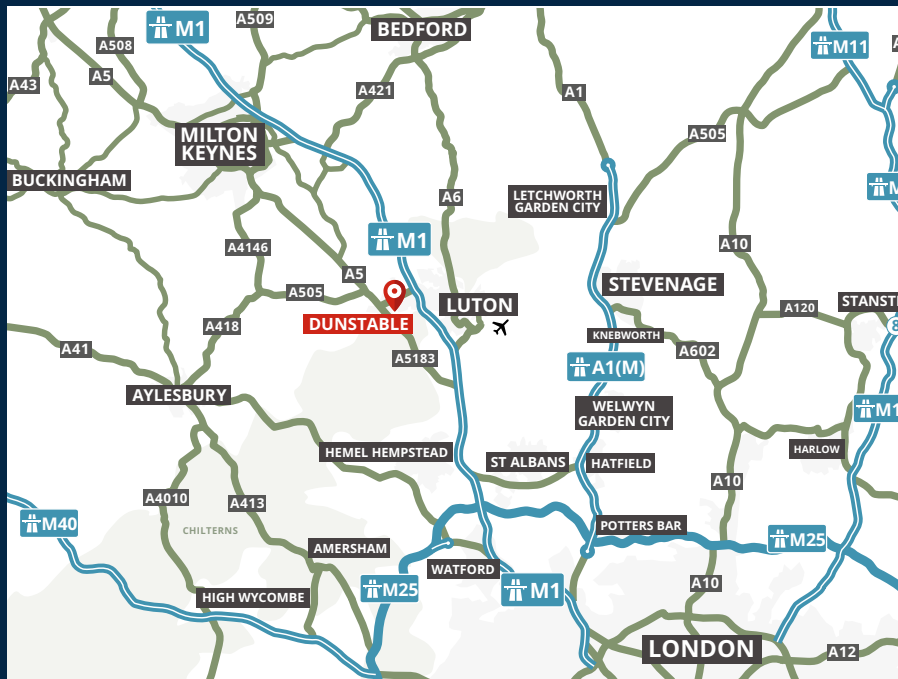 M1
A509
BEDFORD
A508
M11
A5
A43
A421
A1
MILTON
KEYNES
A505
BUCKINGHAM
A6
LETCHWORTH
GARDEN CITY
M1
A4146
A10
A5
STEVENAGE
A505
LUTON
A120
DUNSTABLE
A418
KNEBWORTH
A41
A5183
A602
A1(M)
AYLESBURY
WELWYN
GARDEN CITY
HEMEL HEMPSTEAD
ST ALBANS
HATFIELD
HARLOW
A10
A4010
A413
CHILTERNS
M40
POTTERS BAR
M25
AMERSHAM
WATFORD
M25
M1
A10
HIGH WYCOMBE
LONDON
A12